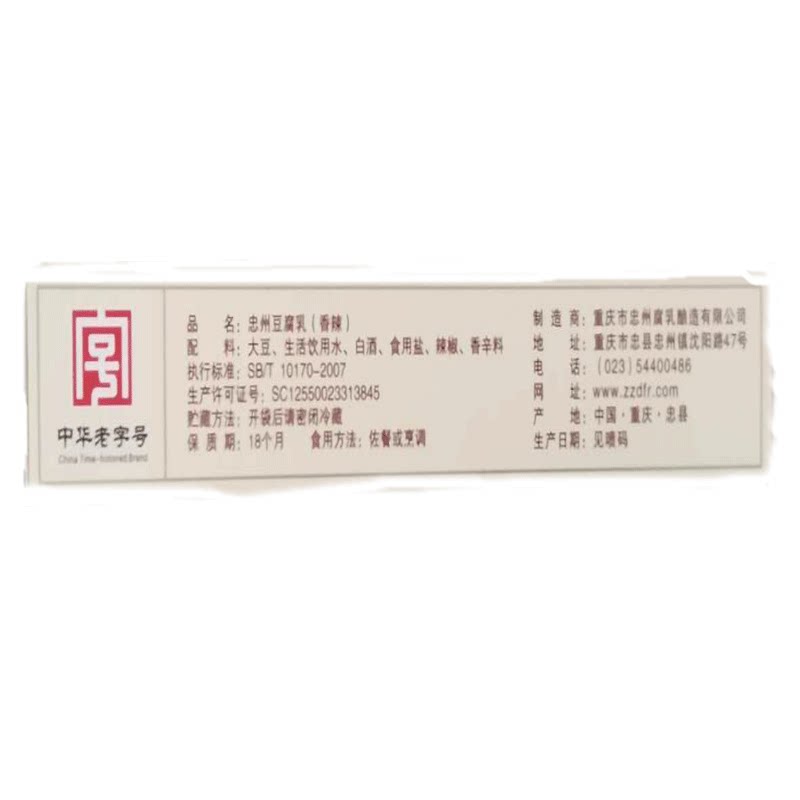 中华老字号
China Time-honored Brand
品 名：忠州豆腐乳（香辣）
配 料：大豆、生活饮用水、白酒、食用盐、辣椒、香辛料
执行标准：SB/T 10170-2007
生产许可证号：SC12550023313845
贮藏方法：开袋后请密闭冷藏
保 质 期：18个月 食用方法：佐餐或烹调
制 造 商：重庆市忠州腐乳酿造有限公司
地 址：重庆市忠县忠州镇沈阳路47号
电 话：（023）54400486
网 址：www.zzdfr.com
产 地：中国·重庆·忠县
生产日期：见喷码